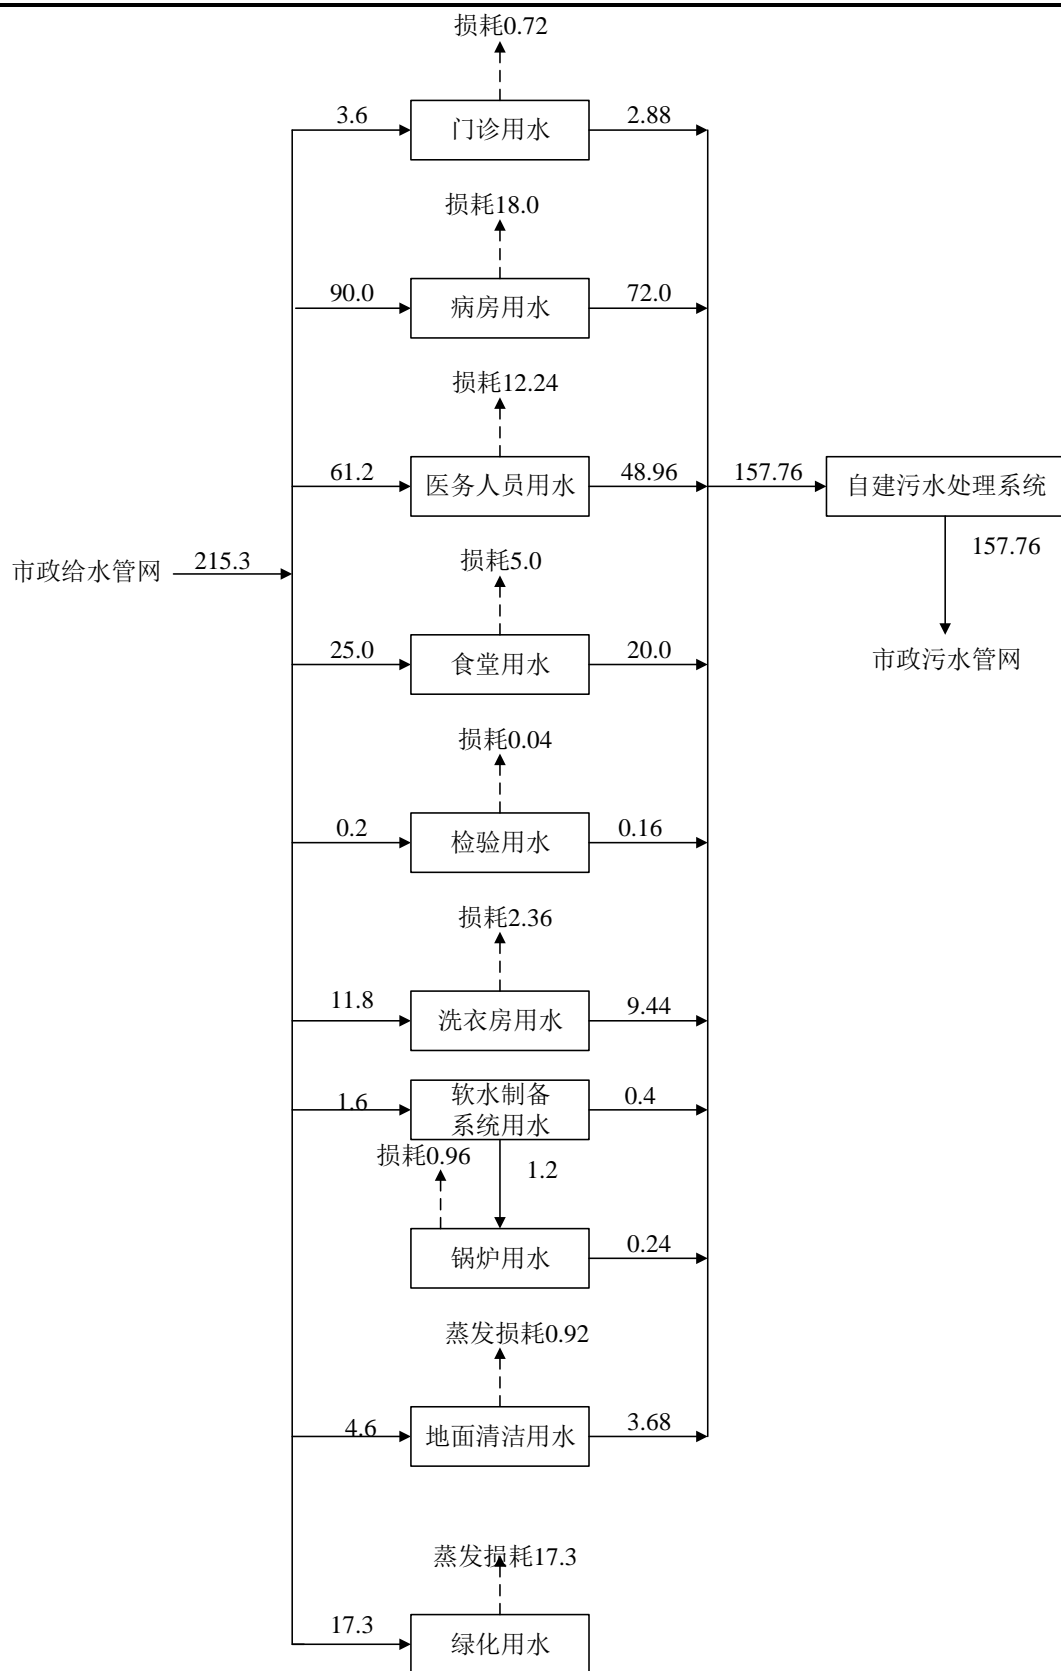 损耗0.72
3.6
门诊用水
2.88
损耗18.0
90.0
病房用水
72.0
损耗12.24
61.2
医务人员用水
48.96
157.76
自建污水处理系统
157.76
市政给水管网
215.3
损耗5.0
25.0
食堂用水
20.0
市政污水管网
损耗0.04
0.2
检验用水
0.16
损耗2.36
11.8
洗衣房用水
9.44
1.6
软水制备
系统用水
0.4
损耗0.96
1.2
锅炉用水
0.24
蒸发损耗0.92
4.6
地面清洁用水
3.68
蒸发损耗17.3
17.3
绿化用水